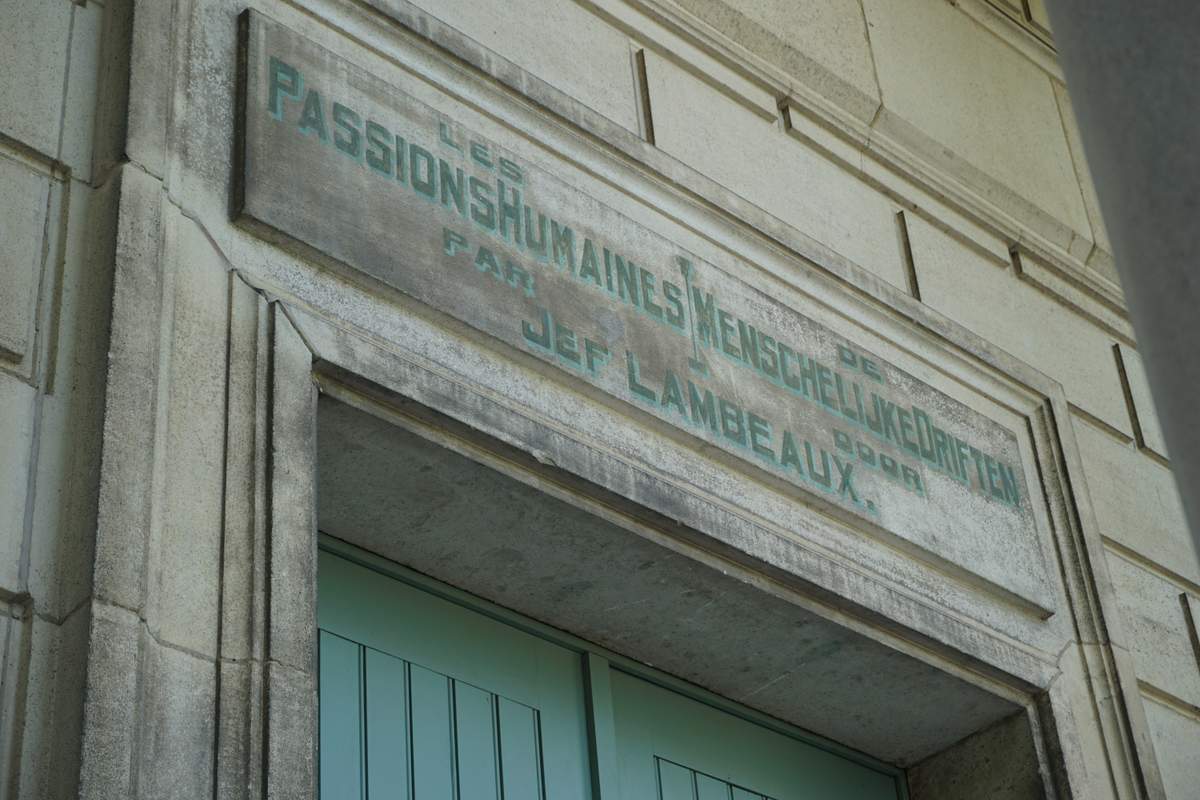 LES DE
PASSIONS HUMAINES MENSCHELIJKE DRIFTEN
PAR DOOR
JEF LAMBEAUX.